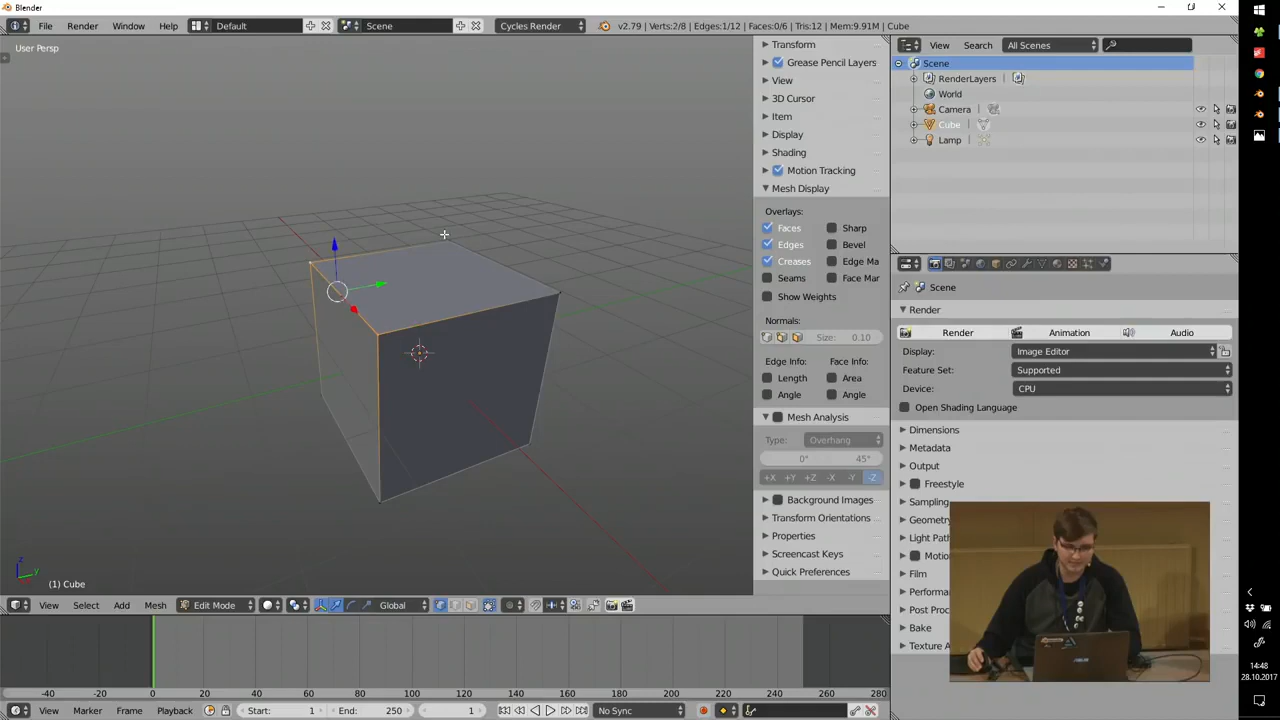 Blender
File Render Window Help Default Scene Cycles Render v2.79 | Verts:2/8 | Edges:1/12 | Faces:0/6 | Tris:12 | Mem:9.91M | Cube
User Persp
Transform
Grease Pencil Layers
View
3D Cursor
Item
Display
Shading
Motion Tracking
Mesh Display
Overlays:
Faces Sharp
Edges Bevel
Creases Edge Ma
Seams Face Mar
Show Weights
Normals:
Size: 0.10
Edge Info: Face Info:
Length Area
Angle Angle
Mesh Analysis
Type: Overhang
0° 45°
+X +Y +Z -X -Y -Z
Background Images
Transform Orientations
Properties
Screencast Keys
Quick Preferences
z
y
(1) Cube
View Select Add Mesh Edit Mode Global
-40 -20 0 20 40 60 80 100 120 140 160 180 200 220 240 260 280
View Marker Frame Playback Start: 1 End: 250 1 No Sync
View Search All Scenes
Scene
RenderLayers
World
Camera
Cube
Lamp
Scene
Render
Render Animation Audio
Display: Image Editor
Feature Set: Supported
Device: CPU
Open Shading Language
Dimensions
Metadata
Output
Freestyle
Sampling
Geometry
Light Path
Motio
Film
Performa
Post Proc
Bake
Texture A
14:48
28.10.2017